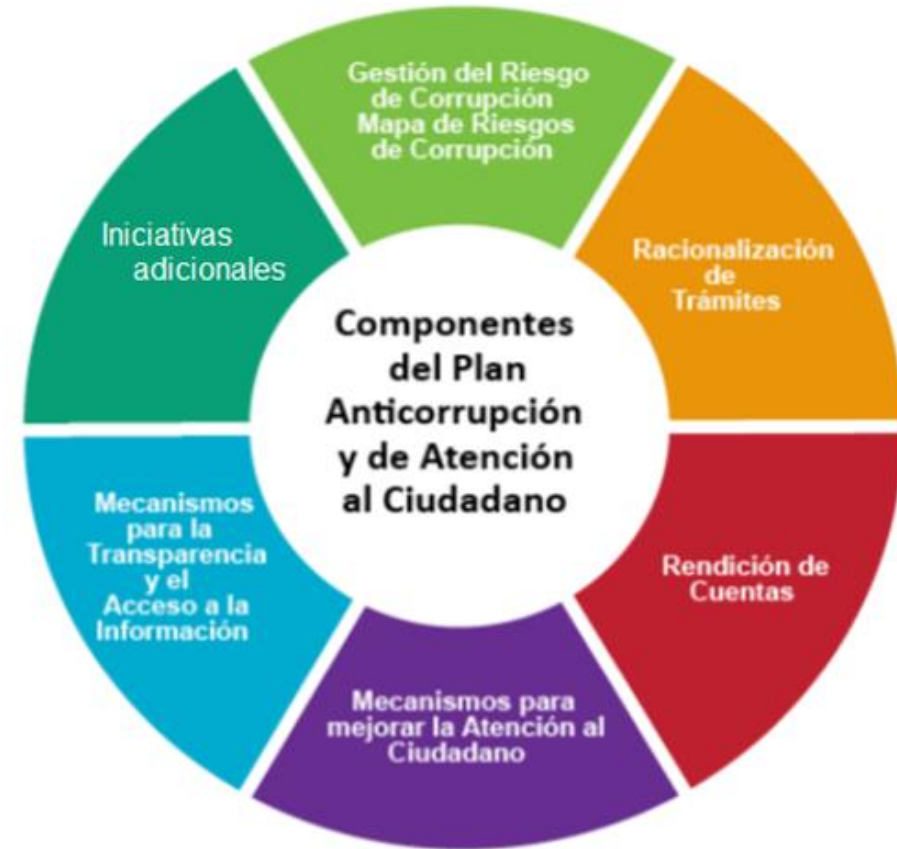 Gestión del Riesgo
de Corrupción
Mapa de Riesgos
de Corrupción
Racionalización
de
Trámites
Rendición de
Cuentas
Mecanismos para
mejorar la Atención al
Ciudadano
Mecanismos
para la
Transparencia
y el
Acceso a la
Información
Iniciativas
adicionales
Componentes
del Plan
Anticorrupción
y de Atención
al Ciudadano